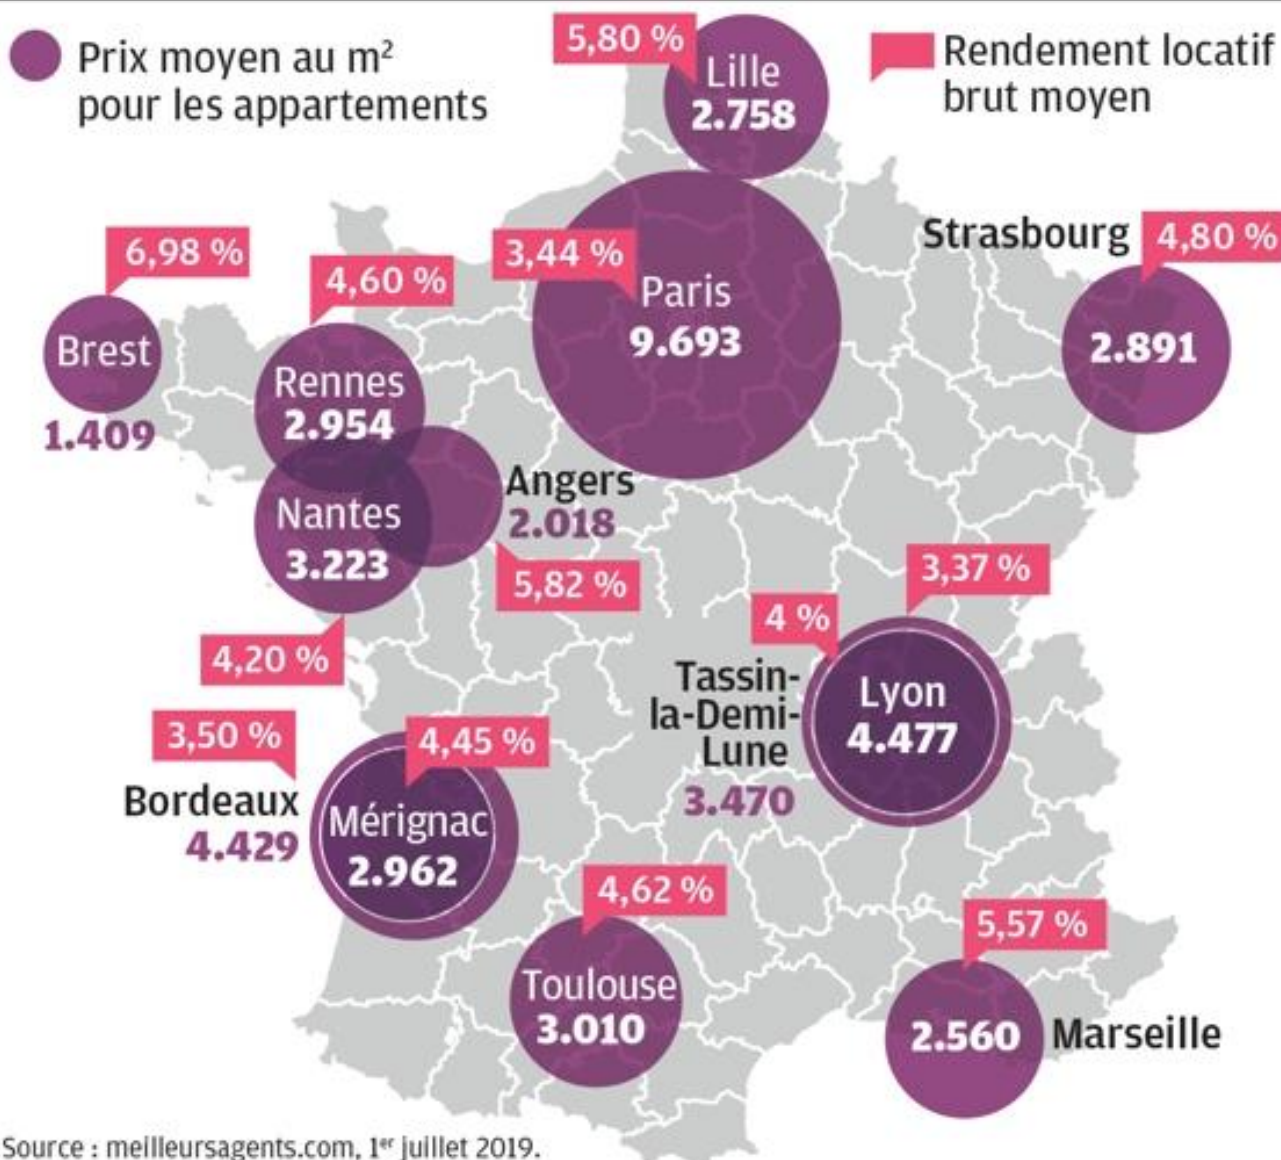 Prix moyen au m²
pour les appartements
Rendement locatif
brut moyen
5,80 %
Lille
2.758
3,44 %
Paris
9.693
Strasbourg
4,80 %
2.891
6,98 %
Brest
1.409
4,60 %
Rennes
2.954
Nantes
3.223
4,20 %
Angers
2.018
5,82 %
3,37 %
4 %
Tassin-
la-Demi-
Lune
3.470
Lyon
4.477
3,50 %
Bordeaux
4.429
4,45 %
Mérignac
2.962
4,62 %
Toulouse
3.010
5,57 %
2.560
Marseille
Source : meilleursagents.com, 1er juillet 2019.